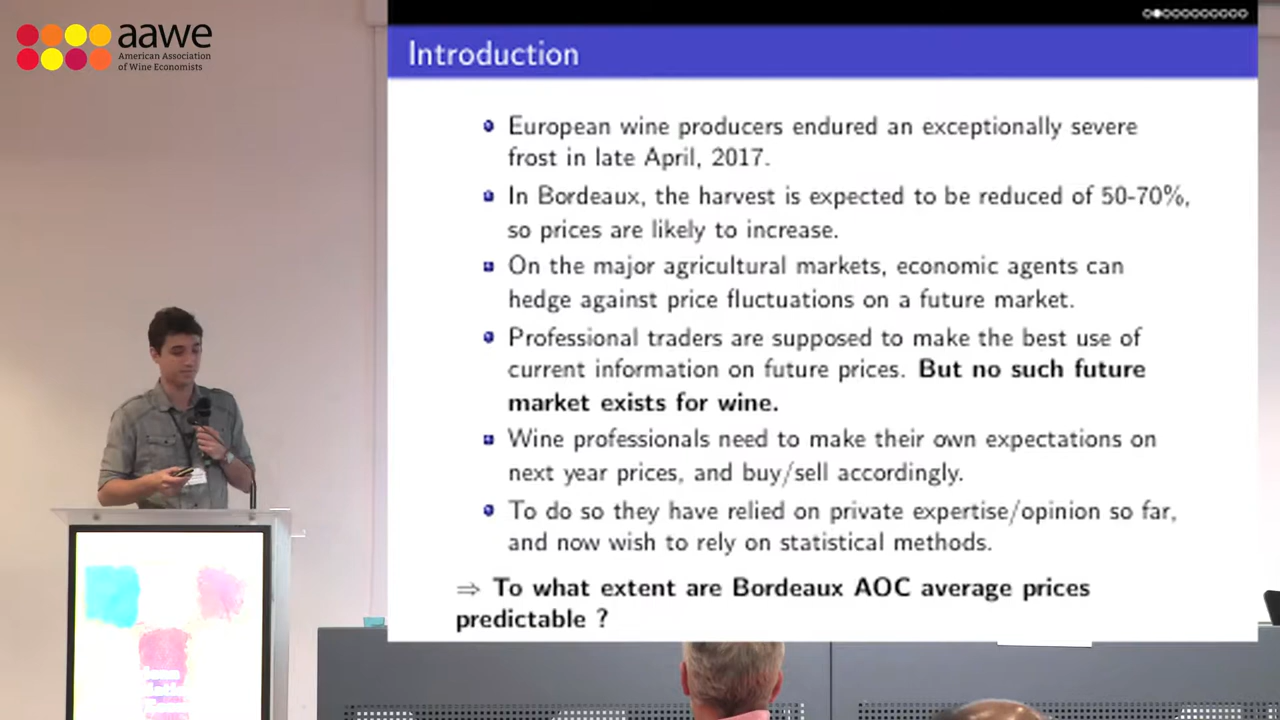 aawe
American Association
of Wine Economists
Introduction
European wine producers endured an exceptionally severe
frost in late April, 2017.
In Bordeaux, the harvest is expected to be reduced of 50-70%,
so prices are likely to increase.
On the major agricultural markets, economic agents can
hedge against price fluctuations on a future market.
Professional traders are supposed to make the best use of
current information on future prices. But no such future
market exists for wine.
Wine professionals need to make their own expectations on
next year prices, and buy/sell accordingly.
To do so they have relied on private expertise/opinion so far,
and now wish to rely on statistical methods.
⇒ To what extent are Bordeaux AOC average prices
predictable ?